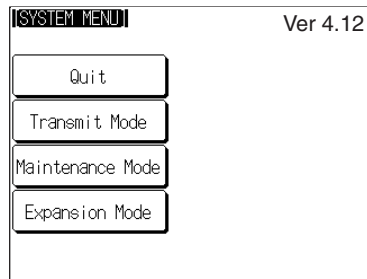 [SYSTEM MENU]
Ver 4.12
Quit
Transmit Mode
Maintenance Mode
Expansion Mode